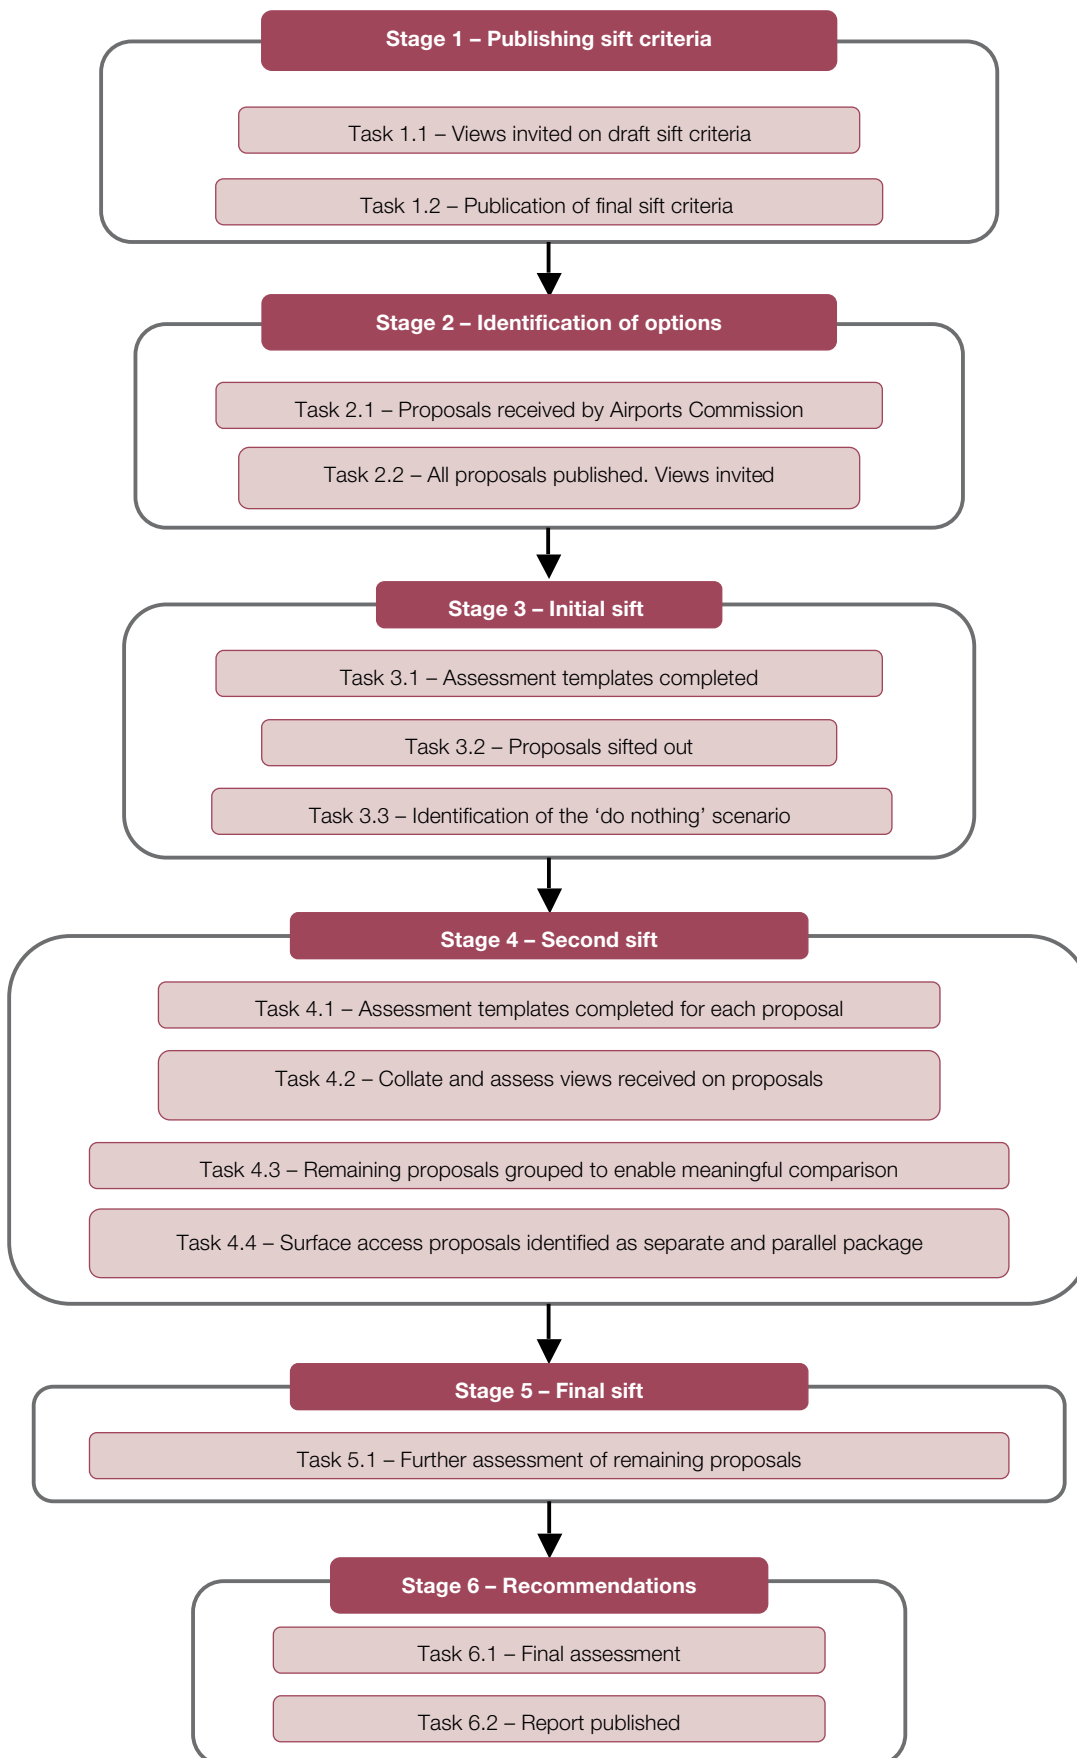 Stage 1 – Publishing sift criteria
Task 1.1 – Views invited on draft sift criteria
Task 1.2 – Publication of final sift criteria
Stage 2 – Identification of options
Task 2.1 – Proposals received by Airports Commission
Task 2.2 – All proposals published. Views invited
Stage 3 – Initial sift
Task 3.1 – Assessment templates completed
Task 3.2 – Proposals sifted out
Task 3.3 – Identification of the ‘do nothing’ scenario
Stage 4 – Second sift
Task 4.1 – Assessment templates completed for each proposal
Task 4.2 – Collate and assess views received on proposals
Task 4.3 – Remaining proposals grouped to enable meaningful comparison
Task 4.4 – Surface access proposals identified as separate and parallel package
Stage 5 – Final sift
Task 5.1 – Further assessment of remaining proposals
Stage 6 – Recommendations
Task 6.1 – Final assessment
Task 6.2 – Report published